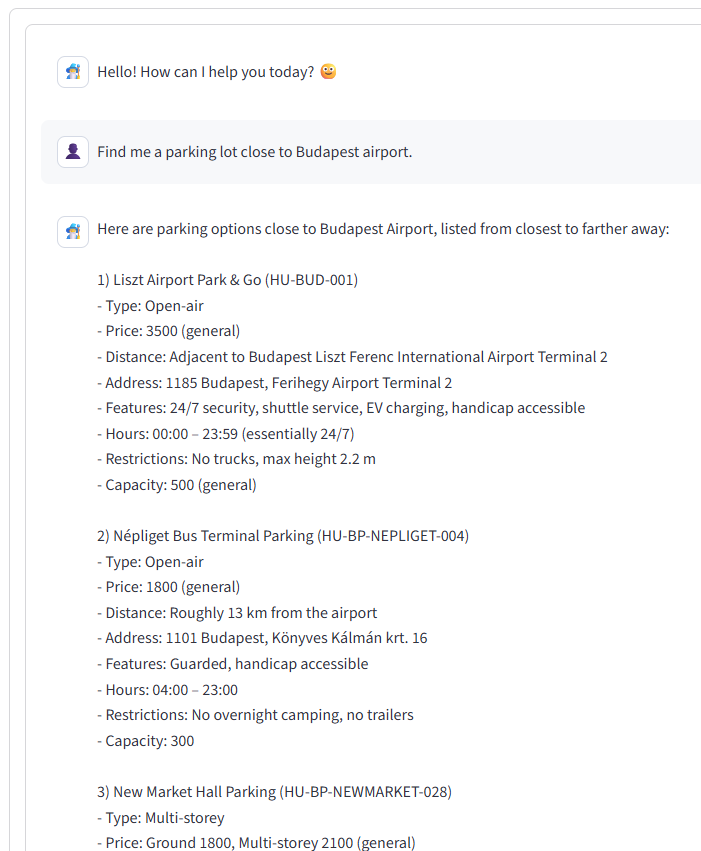 Hello! How can I help you today? 🙂
Find me a parking lot close to Budapest airport.
Here are parking options close to Budapest Airport, listed from closest to farther away:
1) Liszt Airport Park & Go (HU-BUD-001)
- Type: Open-air
- Price: 3500 (general)
- Distance: Adjacent to Budapest Liszt Ferenc International Airport Terminal 2
- Address: 1185 Budapest, Ferihegy Airport Terminal 2
- Features: 24/7 security, shuttle service, EV charging, handicap accessible
- Hours: 00:00 – 23:59 (essentially 24/7)
- Restrictions: No trucks, max height 2.2 m
- Capacity: 500 (general)
2) Népliget Bus Terminal Parking (HU-BP-NEPLIGET-004)
- Type: Open-air
- Price: 1800 (general)
- Distance: Roughly 13 km from the airport
- Address: 1101 Budapest, Könyves Kálmán krt. 16
- Features: Guarded, handicap accessible
- Hours: 04:00 – 23:00
- Restrictions: No overnight camping, no trailers
- Capacity: 300
3) New Market Hall Parking (HU-BP-NEWMARKET-028)
- Type: Multi-storey
- Price: Ground 1800, Multi-storey 2100 (general)